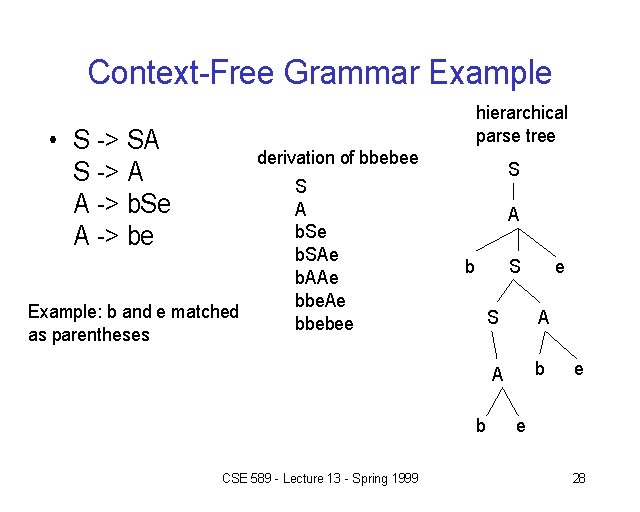 Context-Free Grammar Example
• S -> SA
S -> A
A -> bSe
A -> be
Example: b and e matched
as parentheses
derivation of bbebee
S
A
bSe
bSAe
bAAe
bbeAe
bbebee
hierarchical
parse tree
S
A
b S e
S A
A b e
b e
CSE 589 - Lecture 13 - Spring 1999
28